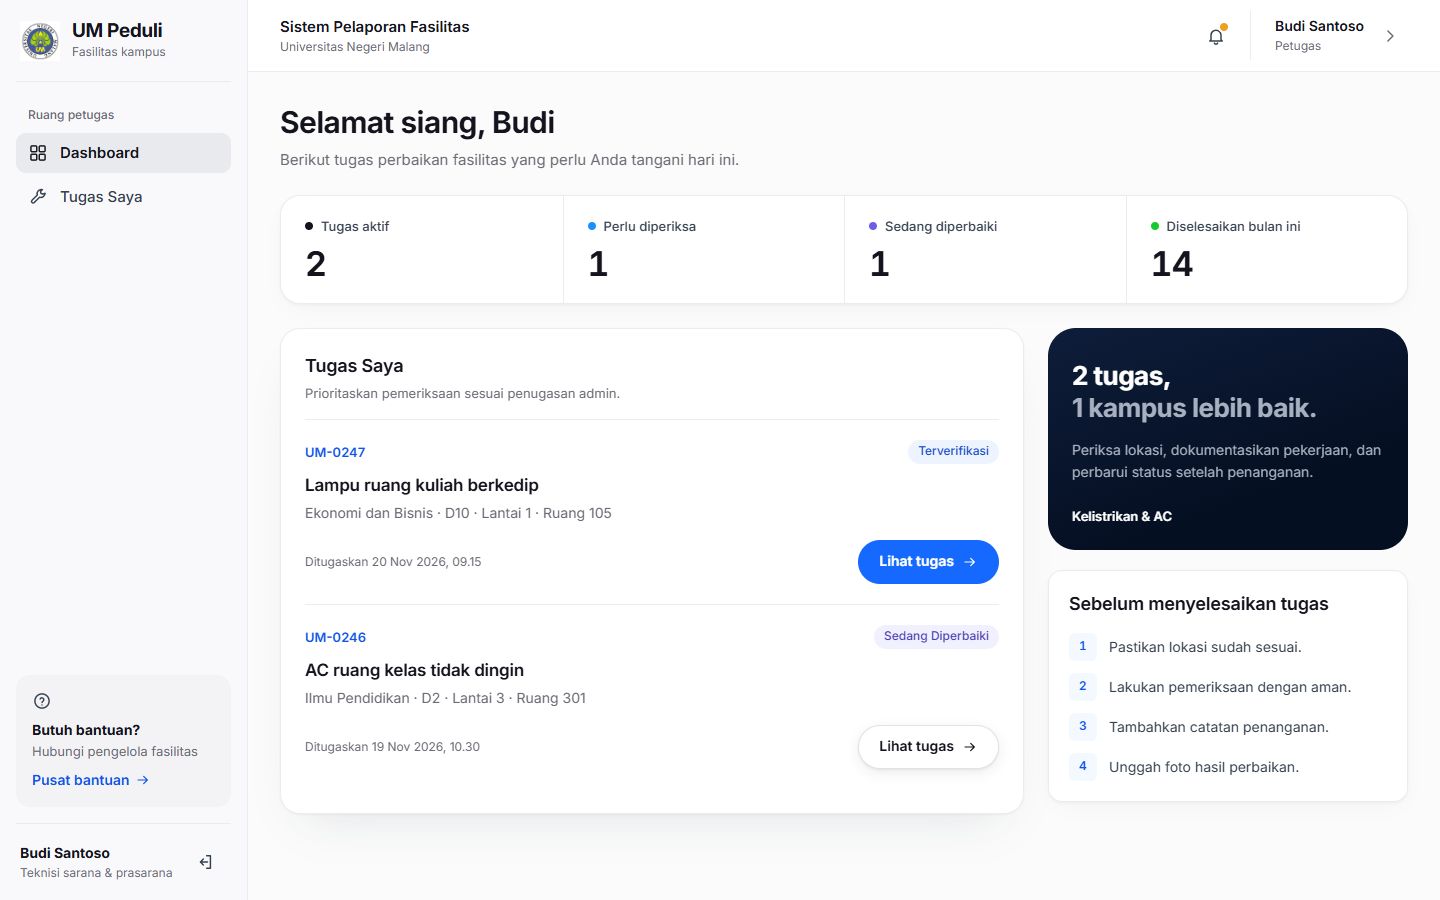 UM Peduli
Fasilitas kampus
Ruang petugas
Dashboard
Tugas Saya
Butuh bantuan?
Hubungi pengelola fasilitas
Pusat bantuan →
Budi Santoso
Teknisi sarana & prasarana
Sistem Pelaporan Fasilitas
Universitas Negeri Malang
Budi Santoso
Petugas
Selamat siang, Budi
Berikut tugas perbaikan fasilitas yang perlu Anda tangani hari ini.
Tugas aktif
2
Perlu diperiksa
1
Sedang diperbaiki
1
Diselesaikan bulan ini
14
Tugas Saya
Prioritaskan pemeriksaan sesuai penugasan admin.
UM-0247
Terverifikasi
Lampu ruang kuliah berkedip
Ekonomi dan Bisnis · D10 · Lantai 1 · Ruang 105
Ditugaskan 20 Nov 2026, 09.15
Lihat tugas →
UM-0246
Sedang Diperbaiki
AC ruang kelas tidak dingin
Ilmu Pendidikan · D2 · Lantai 3 · Ruang 301
Ditugaskan 19 Nov 2026, 10.30
Lihat tugas →
2 tugas,
1 kampus lebih baik.
Periksa lokasi, dokumentasikan pekerjaan, dan
perbarui status setelah penanganan.
Kelistrikan & AC
Sebelum menyelesaikan tugas
1 Pastikan lokasi sudah sesuai.
2 Lakukan pemeriksaan dengan aman.
3 Tambahkan catatan penanganan.
4 Unggah foto hasil perbaikan.